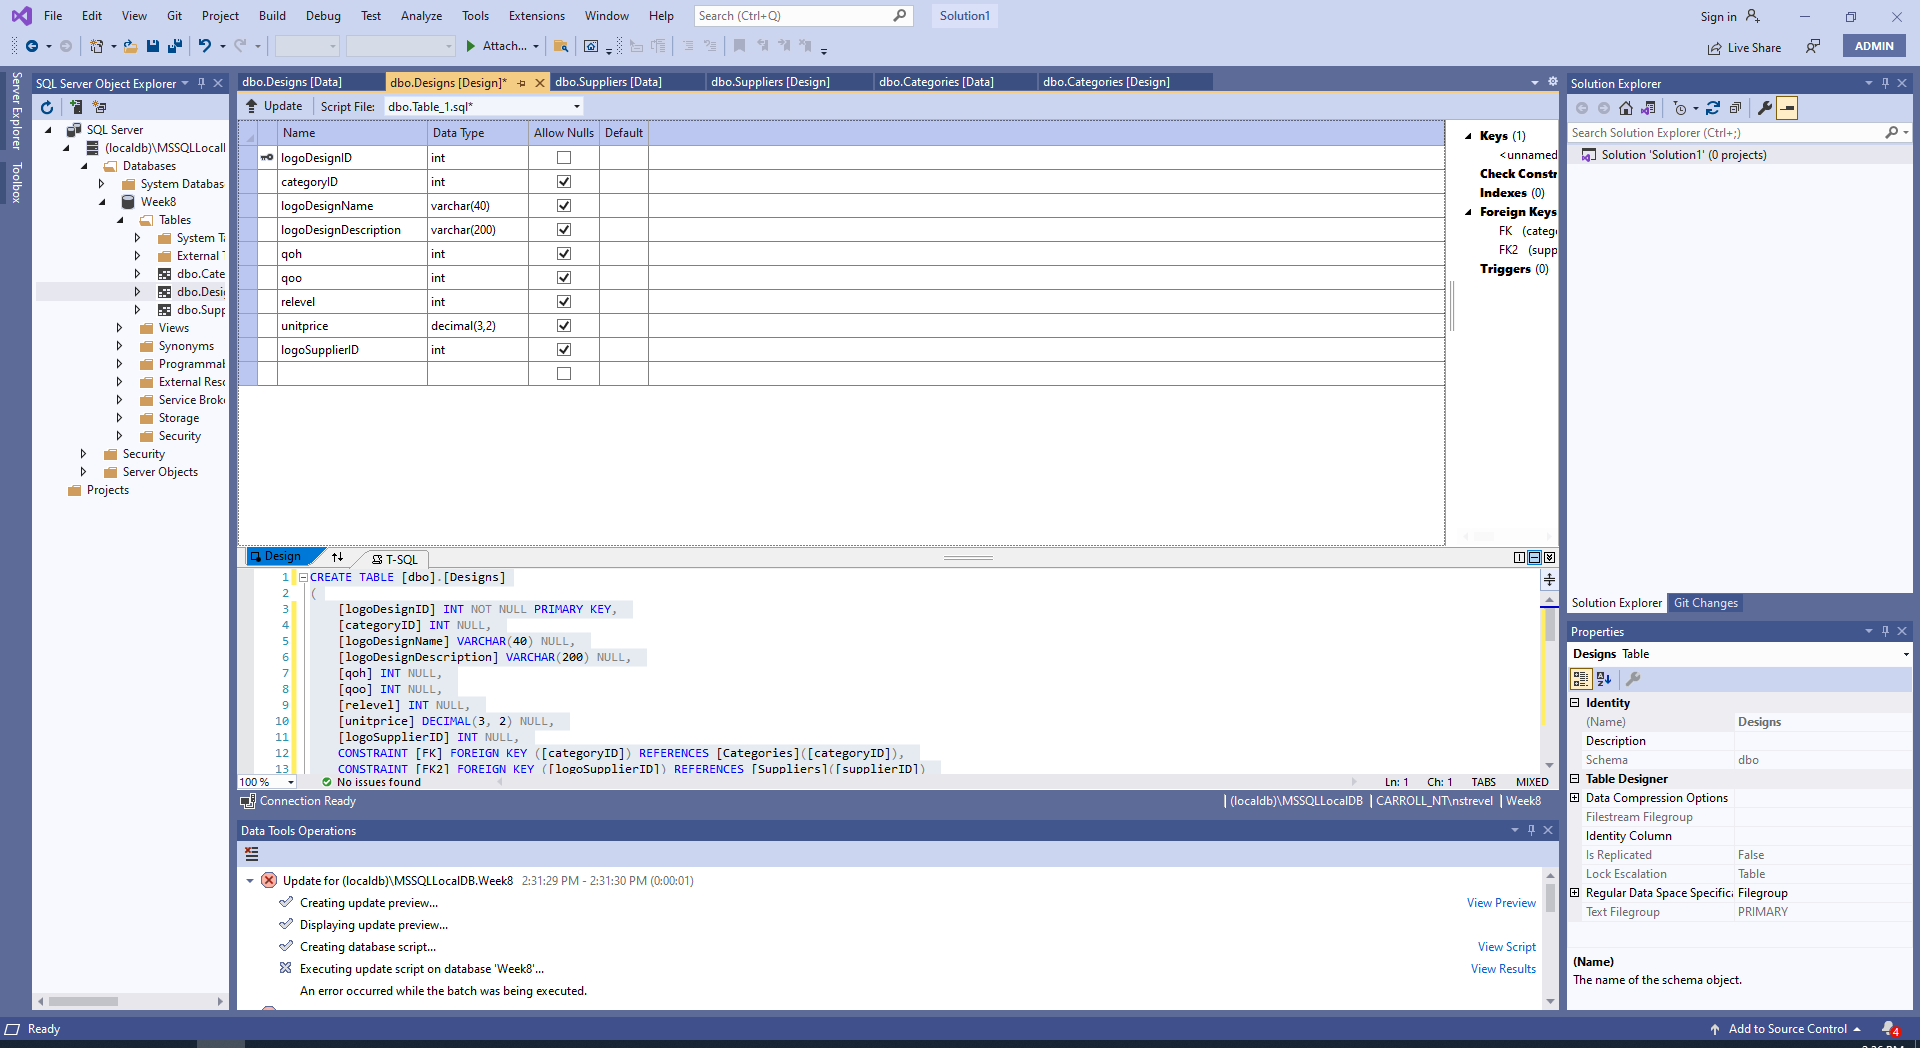 File Edit View Git Project Build Debug Test Analyze Tools Extensions Window Help Search (Ctrl+Q) Solution1 Sign in
Attach... Live Share ADMIN
Server Explorer
Toolbox
SQL Server Object Explorer
SQL Server
(localdb)\MSSQLLocalI
Databases
System Databas
Week8
Tables
System Ta
External T
dbo.Cate
dbo.Desi
dbo.Supp
Views
Synonyms
Programmab
External Reso
Service Broke
Storage
Security
Security
Server Objects
Projects
dbo.Designs [Data] dbo.Designs [Design]* dbo.Suppliers [Data] dbo.Suppliers [Design] dbo.Categories [Data] dbo.Categories [Design]
Update Script File: dbo.Table_1.sql*
Name Data Type Allow Nulls Default
logoDesignID int
categoryID int
logoDesignName varchar(40)
logoDesignDescription varchar(200)
qoh int
qoo int
relevel int
unitprice decimal(3,2)
logoSupplierID int
Keys (1)
<unnamed
Check Constr
Indexes (0)
Foreign Keys
FK (catego
FK2 (supp
Triggers (0)
Design T-SQL
1 CREATE TABLE [dbo].[Designs]
2 (
3 [logoDesignID] INT NOT NULL PRIMARY KEY,
4 [categoryID] INT NULL,
5 [logoDesignName] VARCHAR(40) NULL,
6 [logoDesignDescription] VARCHAR(200) NULL,
7 [qoh] INT NULL,
8 [qoo] INT NULL,
9 [relevel] INT NULL,
10 [unitprice] DECIMAL(3, 2) NULL,
11 [logoSupplierID] INT NULL,
12 CONSTRAINT [FK] FOREIGN KEY ([categoryID]) REFERENCES [Categories]([categoryID]),
13 CONSTRAINT [FK2] FOREIGN KEY ([logoSupplierID]) REFERENCES [Suppliers]([supplierID])
100 % No issues found Ln: 1 Ch: 1 TABS MIXED
Connection Ready (localdb)\MSSQLLocalDB CARROLL_NT\nstrevel Week8
Data Tools Operations
Update for (localdb)\MSSQLLocalDB.Week8 2:31:29 PM - 2:31:30 PM (0:00:01)
Creating update preview... View Preview
Displaying update preview...
Creating database script... View Script
Executing update script on database 'Week8'... View Results
An error occurred while the batch was being executed.
Solution Explorer
Search Solution Explorer (Ctrl+;)
Solution 'Solution1' (0 projects)
Solution Explorer Git Changes
Properties
Designs Table
Identity
(Name) Designs
Description
Schema dbo
Table Designer
Data Compression Options
Filestream Filegroup
Identity Column
Is Replicated False
Lock Escalation Table
Regular Data Space Specifica Filegroup
Text Filegroup PRIMARY
(Name)
The name of the schema object.
Ready Add to Source Control 4